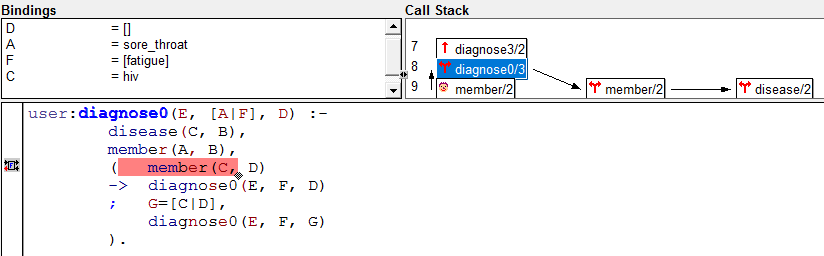 Bindings
D = []
A = sore_throat
F = [fatigue]
C = hiv
Call Stack
7 diagnose3/2
8 diagnose0/3
9 member/2 member/2 disease/2
user:diagnose0(E, [A|F], D) :-
disease(C, B),
member(A, B),
( member(C, D)
-> diagnose0(E, F, D)
; G=[C|D],
diagnose0(E, F, G)
).